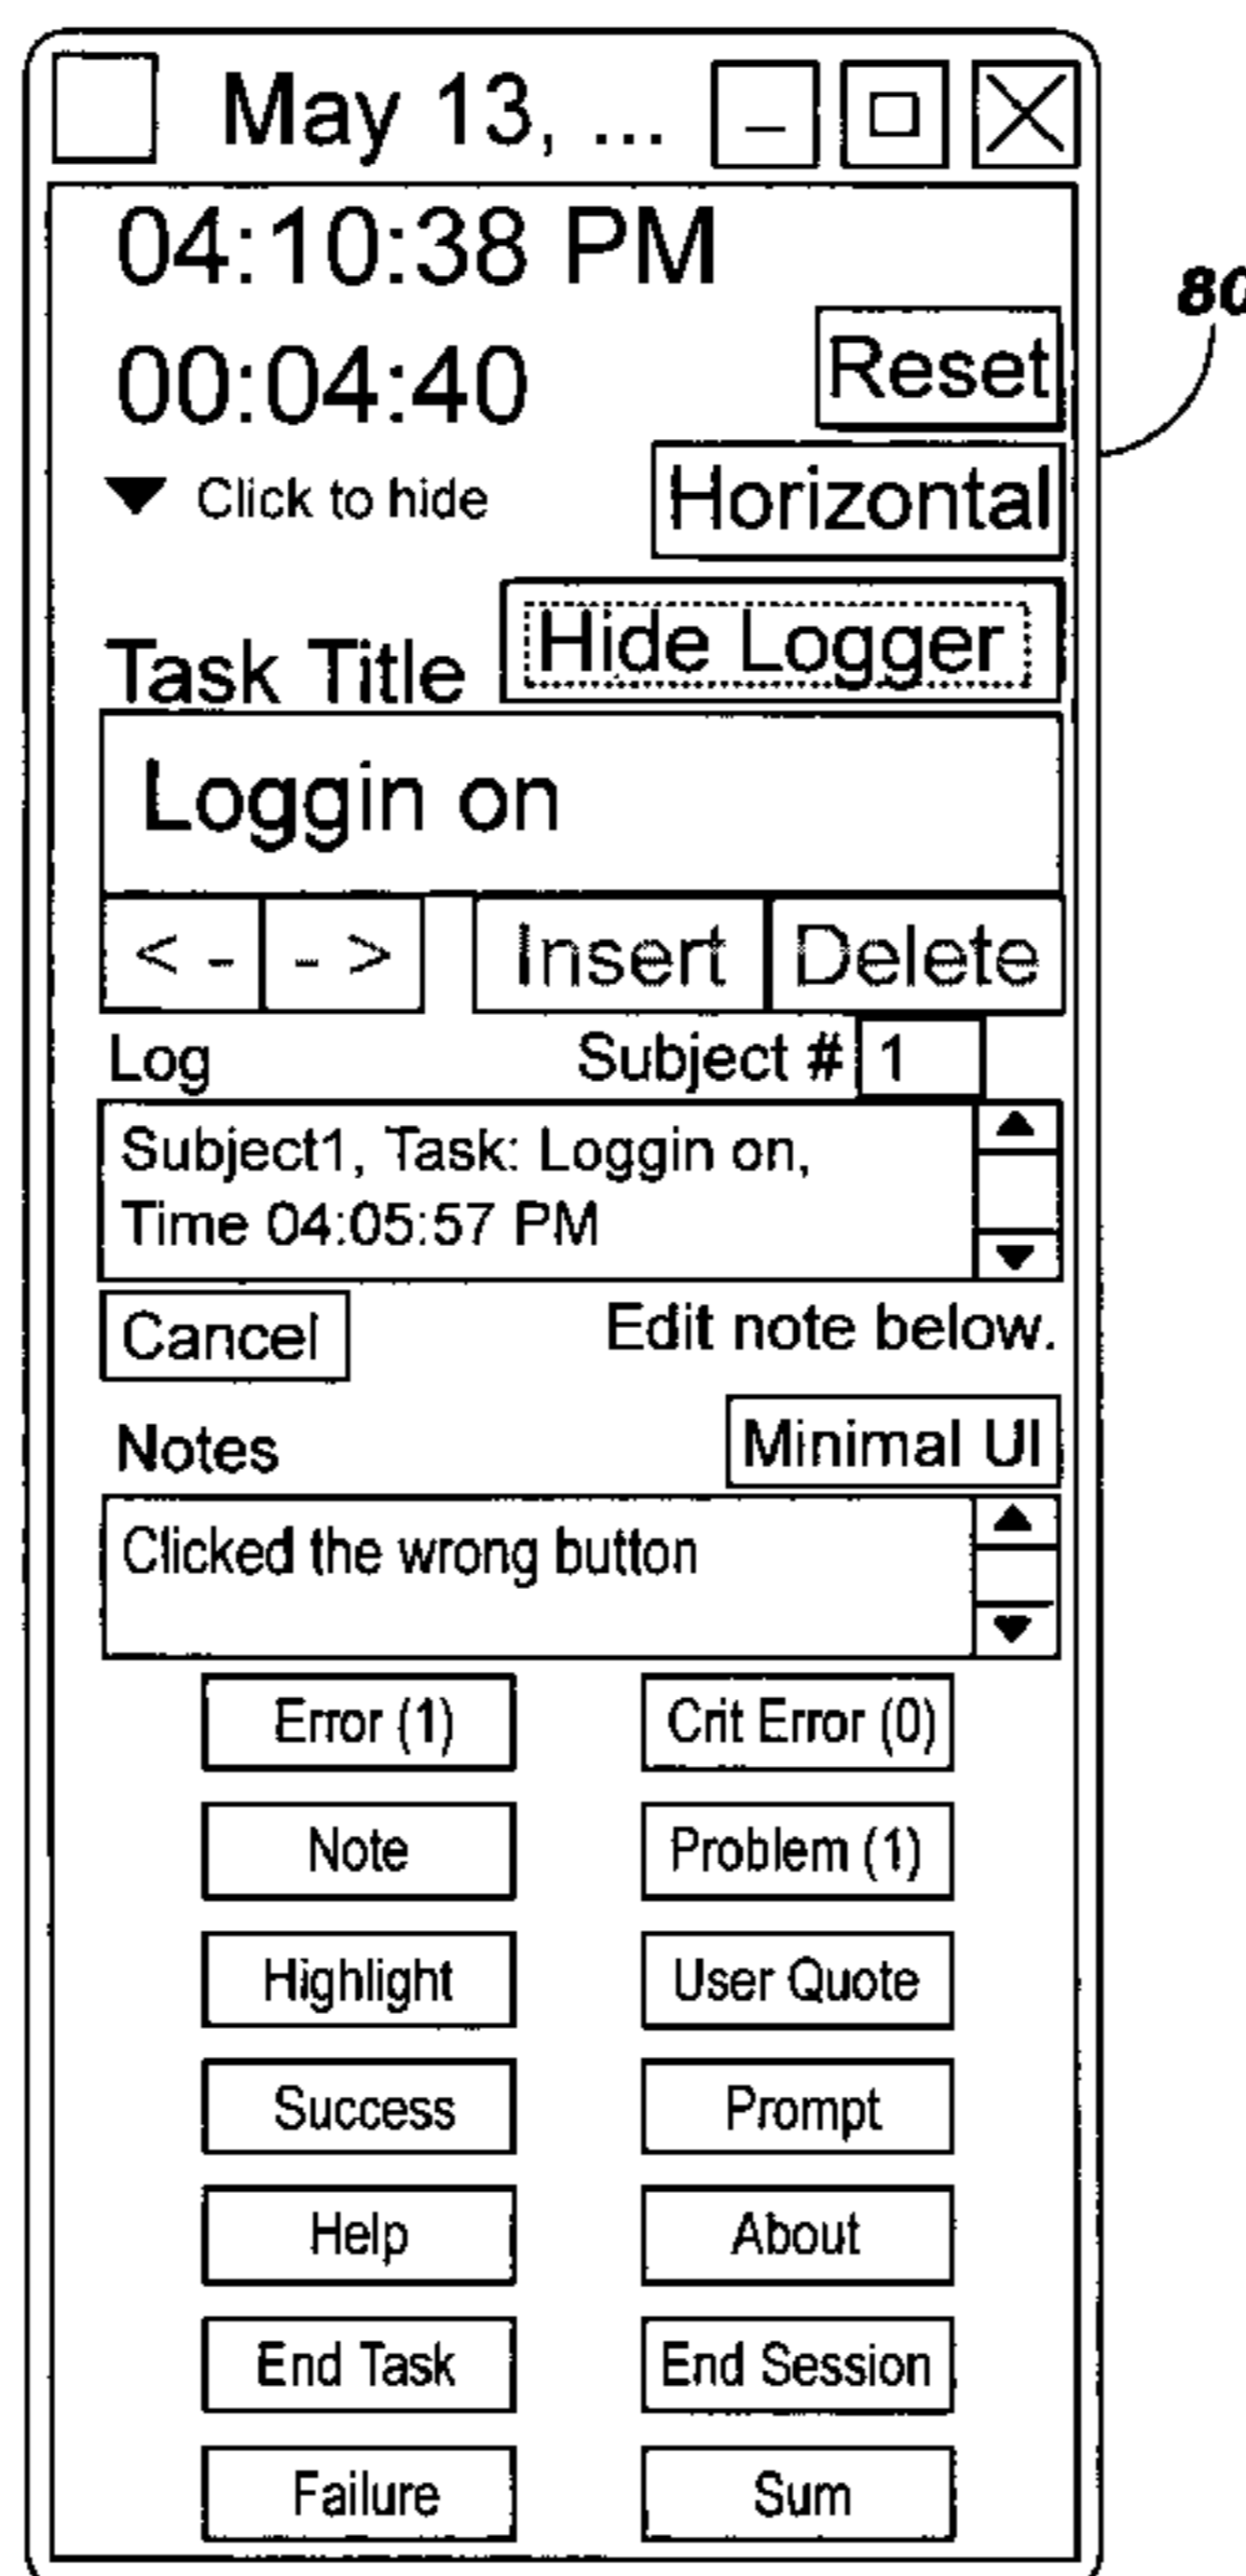 May 13, ...
04:10:38 PM
80
00:04:40
Reset
Click to hide
Horizontal
Task Title
Hide Logger
Loggin on
< -
- >
Insert
Delete
Log
Subject #
1
Subject1, Task: Loggin on,
Time 04:05:57 PM
Cancel
Edit note below.
Notes
Minimal UI
Clicked the wrong button
Error (1)
Crit Error (0)
Note
Problem (1)
Highlight
User Quote
Success
Prompt
Help
About
End Task
End Session
Failure
Sum